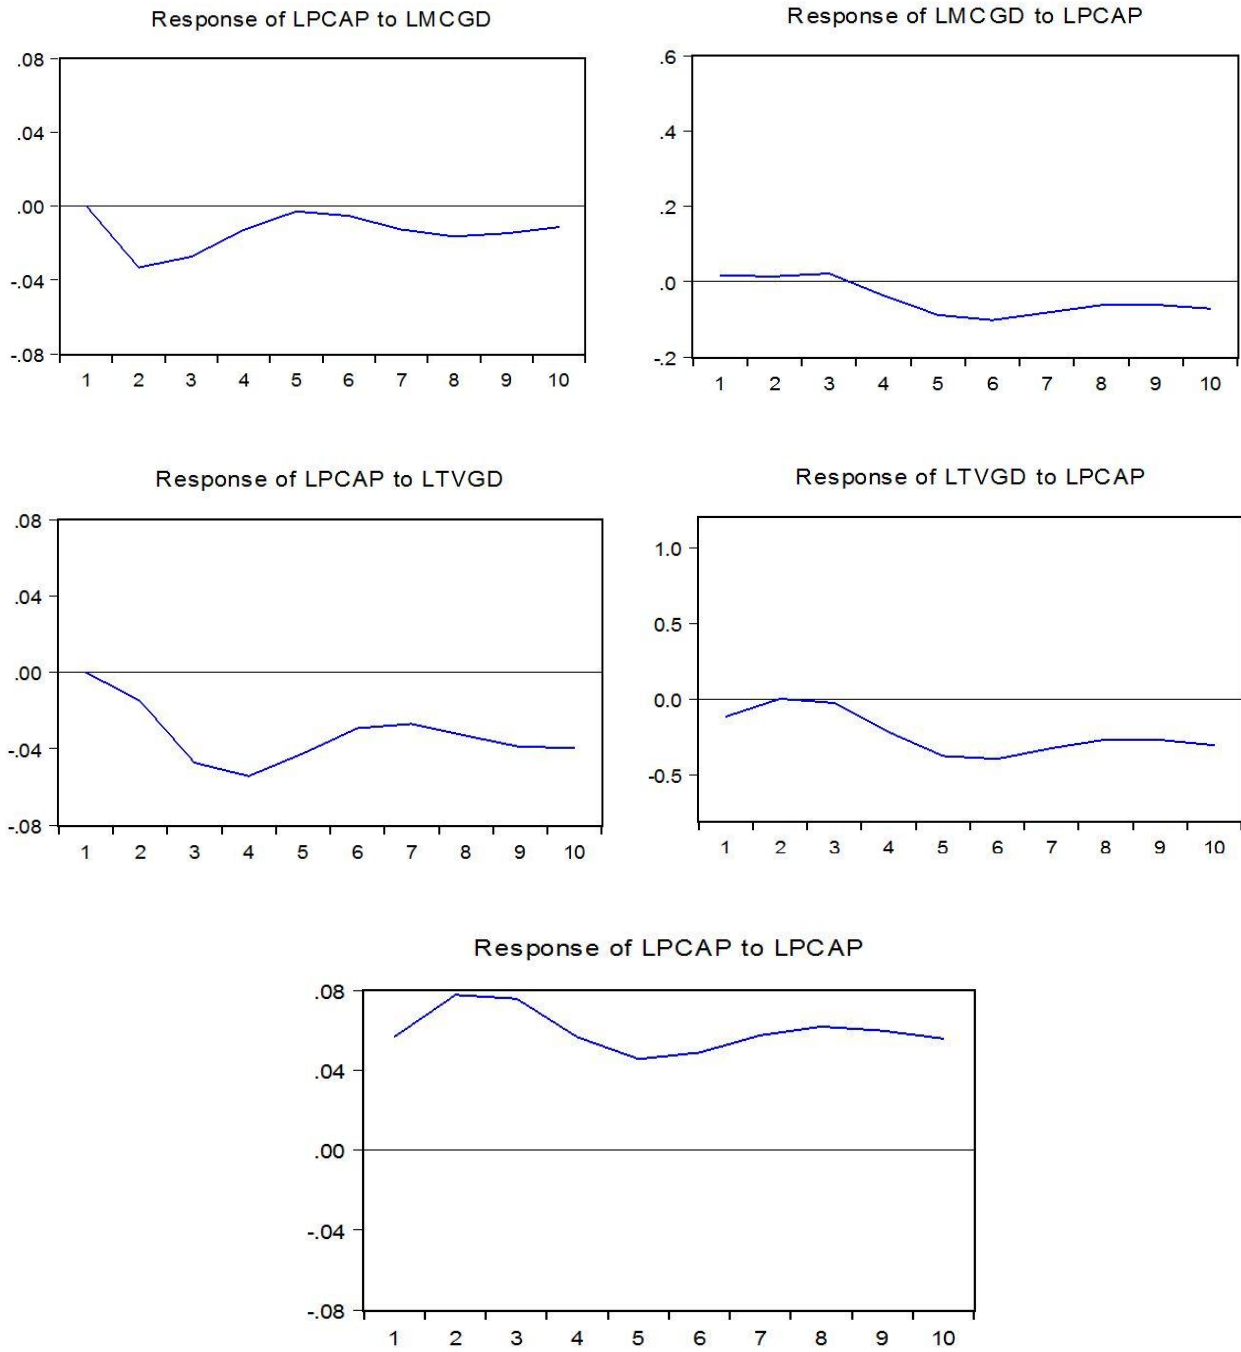 Response of LPCAP to LMCGD
.08
.04
.00
-.04
-.08
1 2 3 4 5 6 7 8 9 10
Response of LMCGD to LPCAP
.6
.4
.2
.0
-.2
1 2 3 4 5 6 7 8 9 10
Response of LPCAP to LTVGD
.08
.04
.00
-.04
-.08
1 2 3 4 5 6 7 8 9 10
Response of LTVGD to LPCAP
1.0
0.5
0.0
-0.5
1 2 3 4 5 6 7 8 9 10
Response of LPCAP to LPCAP
.08
.04
.00
-.04
-.08
1 2 3 4 5 6 7 8 9 10